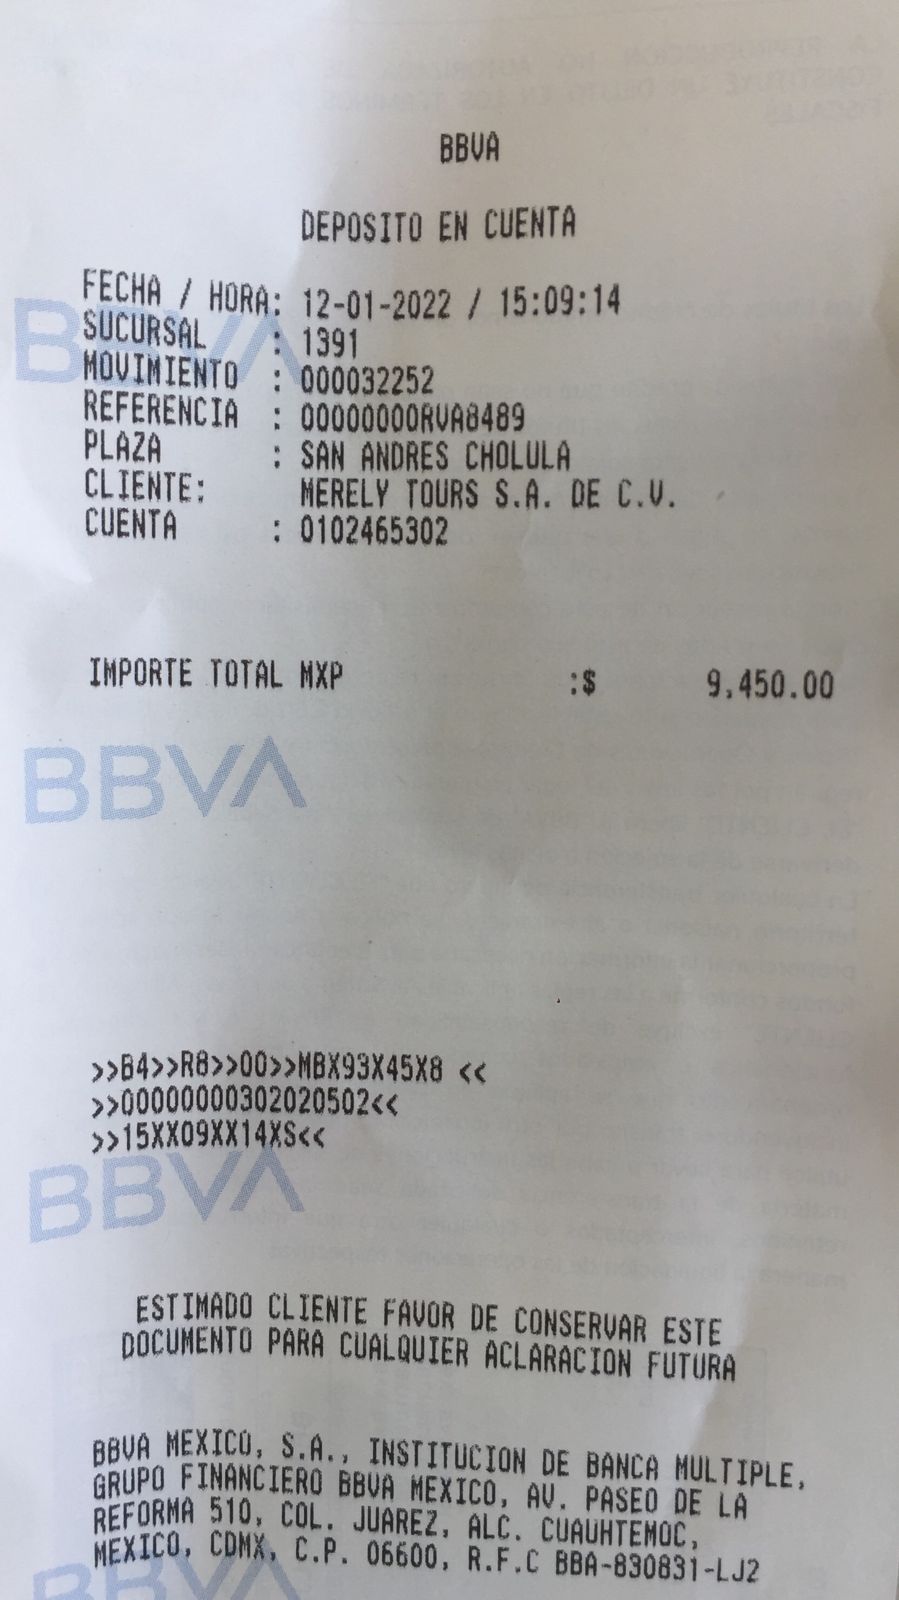 BBVA
DEPOSITO EN CUENTA
FECHA / HORA: 12-01-2022 / 15:09:14
SUCURSAL : 1391
MOVIMIENTO : 000032252
REFERENCIA : 00000000RVA8489
PLAZA : SAN ANDRES CHOLULA
CLIENTE: MERELY TOURS S.A. DE C.V.
CUENTA : 0102465302
IMPORTE TOTAL MXP :$ 9,450.00
BBVA
>>B4>>R8>>00>>MBX93X45X8 <<
>>00000000302020502<<
>>15XX09XX14XS<<
BBVA
ESTIMADO CLIENTE FAVOR DE CONSERVAR ESTE
DOCUMENTO PARA CUALQUIER ACLARACION FUTURA
BBVA MEXICO, S.A., INSTITUCION DE BANCA MULTIPLE,
GRUPO FINANCIERO BBVA MEXICO, AV. PASEO DE LA
REFORMA 510, COL. JUAREZ, ALC. CUAUHTEMOC,
MEXICO, CDMX, C.P. 06600, R.F.C BBA-830831-LJ2
BBVA